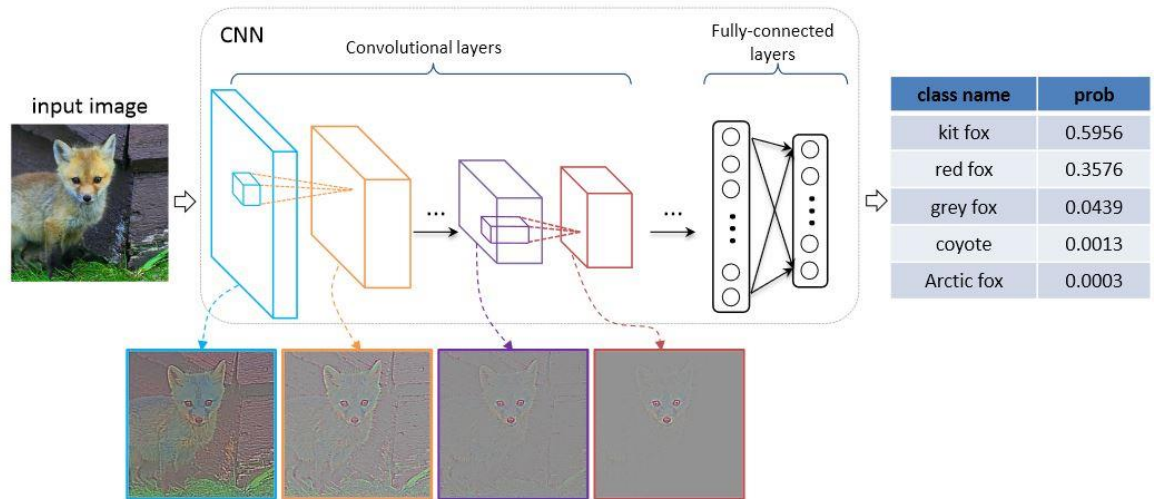 CNN
Convolutional layers
Fully-connected
layers
input image
...
...
class name prob
kit fox 0.5956
red fox 0.3576
grey fox 0.0439
coyote 0.0013
Arctic fox 0.0003